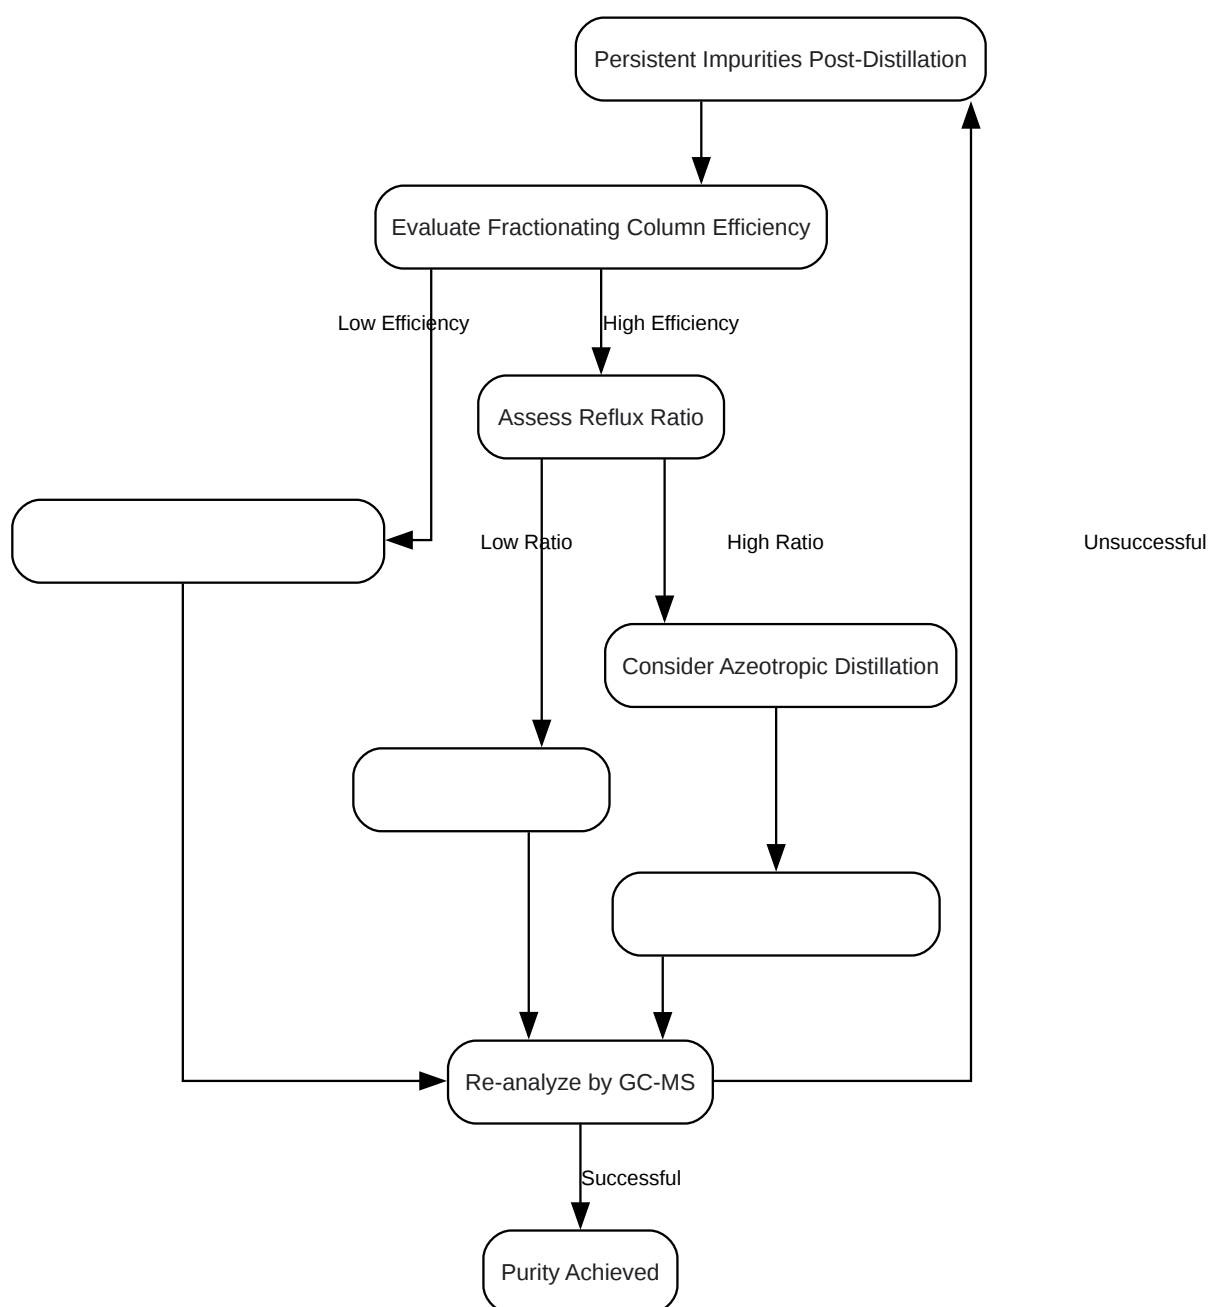 Persistent Impurities Post-Distillation
Evaluate Fractionating Column Efficiency
Low Efficiency
High Efficiency
Assess Reflux Ratio
Low Ratio
High Ratio
Unsuccessful
Consider Azeotropic Distillation
Re-analyze by GC-MS
Successful
Purity Achieved